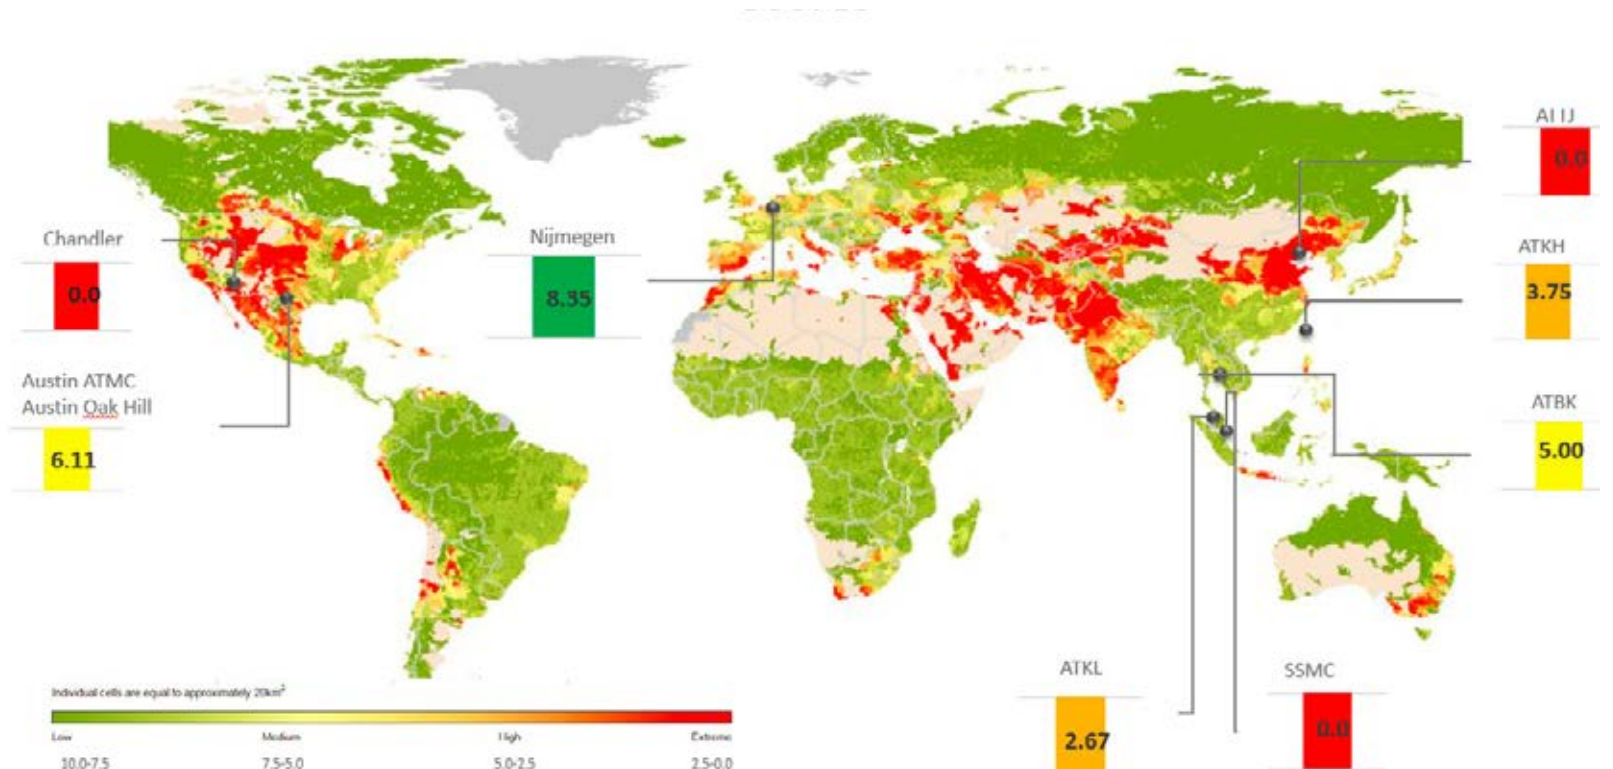 Chandler
0.0
Austin ATMC
Austin Oak Hill
6.11
Nijmegen
8.35
0.0
ATKH
3.75
ATBK
5.00
ATKL
2.67
SSMC
0.0
Individual cells are equal to approximately 20km²
Low Medium High Extreme
10.0-7.5 7.5-5.0 5.0-2.5 2.5-0.0